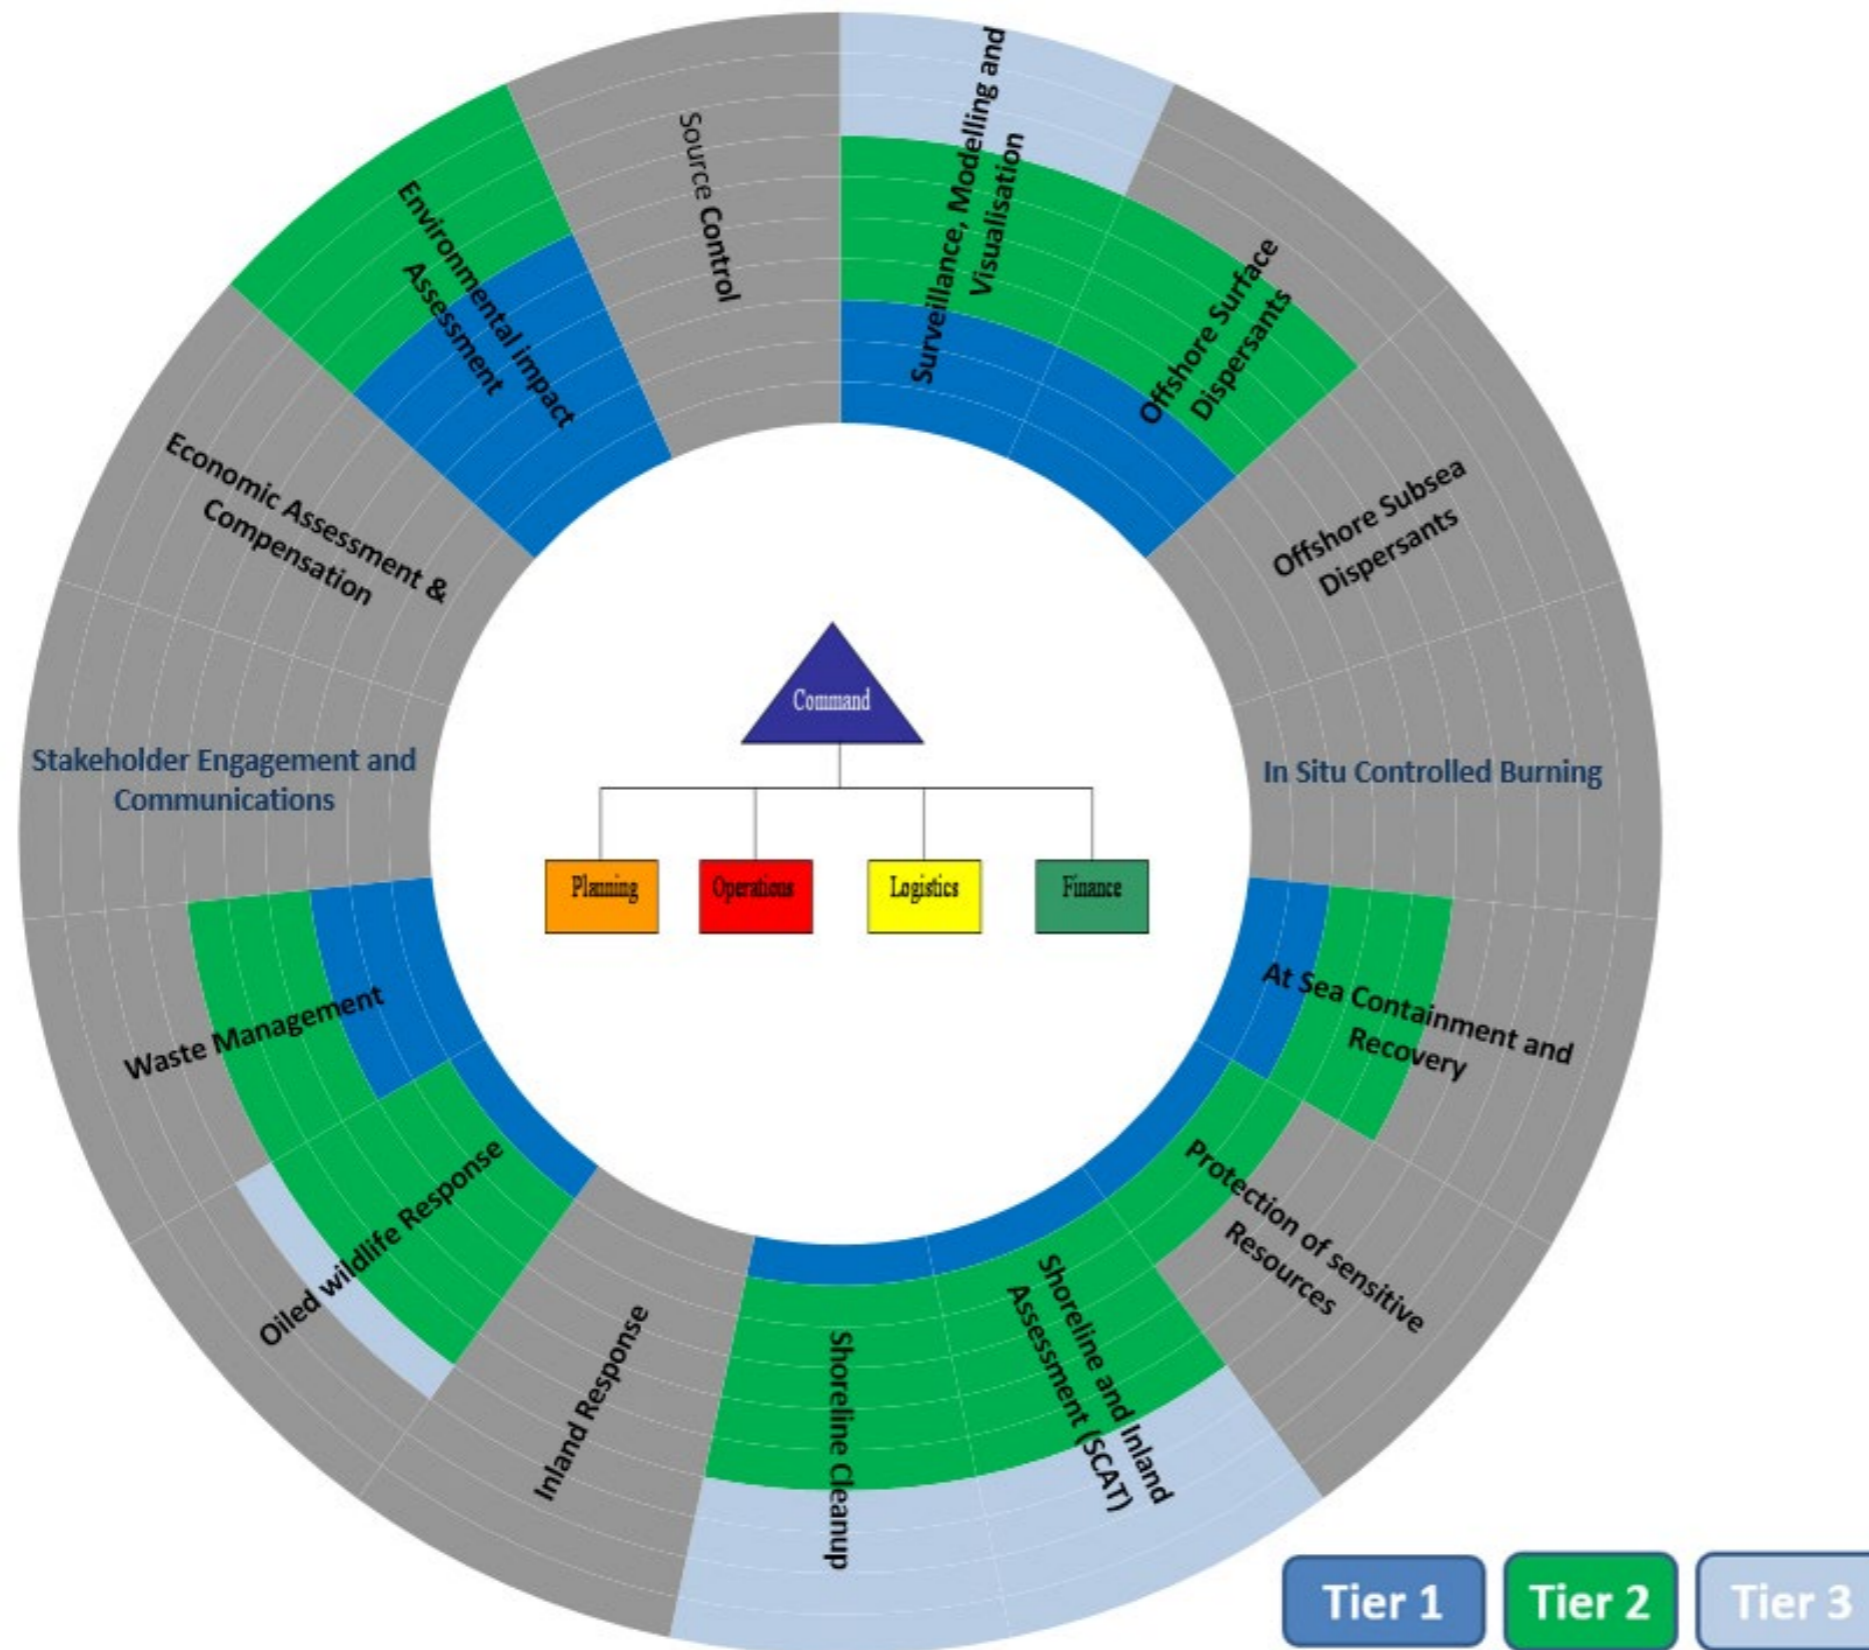 Source Control
Surveillance, Modelling and
Visualisation
Offshore Surface
Dispersants
Offshore Subsea
Dispersants
In Situ Controlled Burning
At Sea Containment and
Recovery
Protection of sensitive
Resources
Shoreline and Inland
Assessment (SCAT)
Shoreline Cleanup
Inland Response
Oiled wildlife Response
Waste Management
Stakeholder Engagement and
Communications
Economic Assessment &
Compensation
Environmental impact
Assessment
Command
Planning
Operations
Logistics
Finance
Tier 1
Tier 2
Tier 3